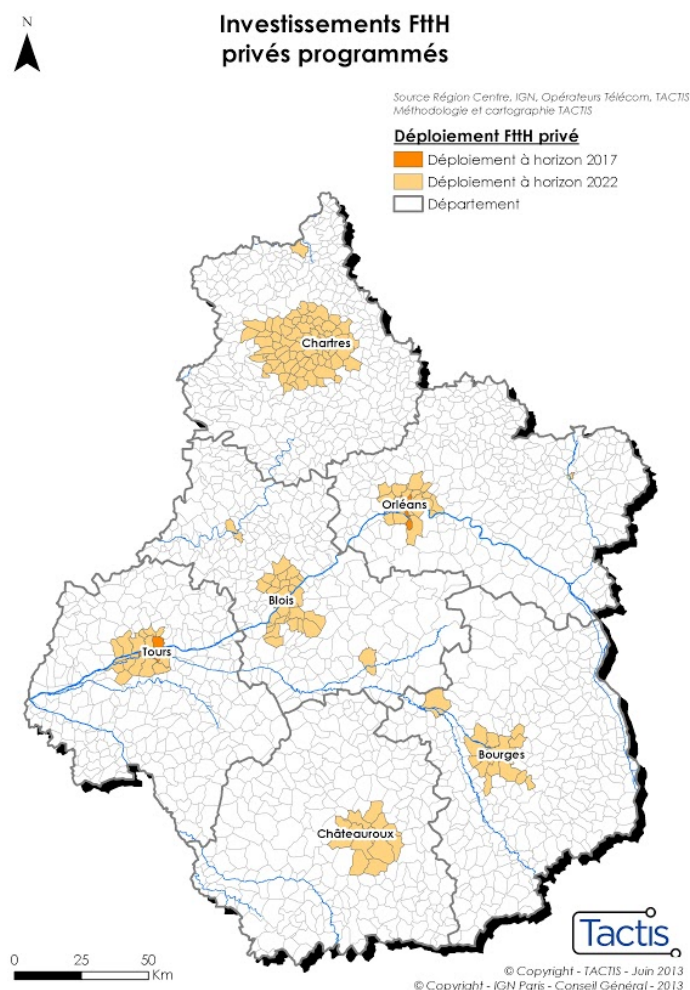 N
Investissements FttH
privés programmés
Source Région Centre, IGN, Opérateurs Télécom, TACTIS
Méthodologie et cartographie TACTIS
Déploiement FttH privé
Déploiement à horizon 2017
Déploiement à horizon 2022
Département
Chartres
Orléans
Blois
Tours
Bourges
Châteauroux
Tactis
0 25 50
Km
© Copyright - TACTIS - Juin 2013
© Copyright - IGN Paris - Conseil Général - 2013